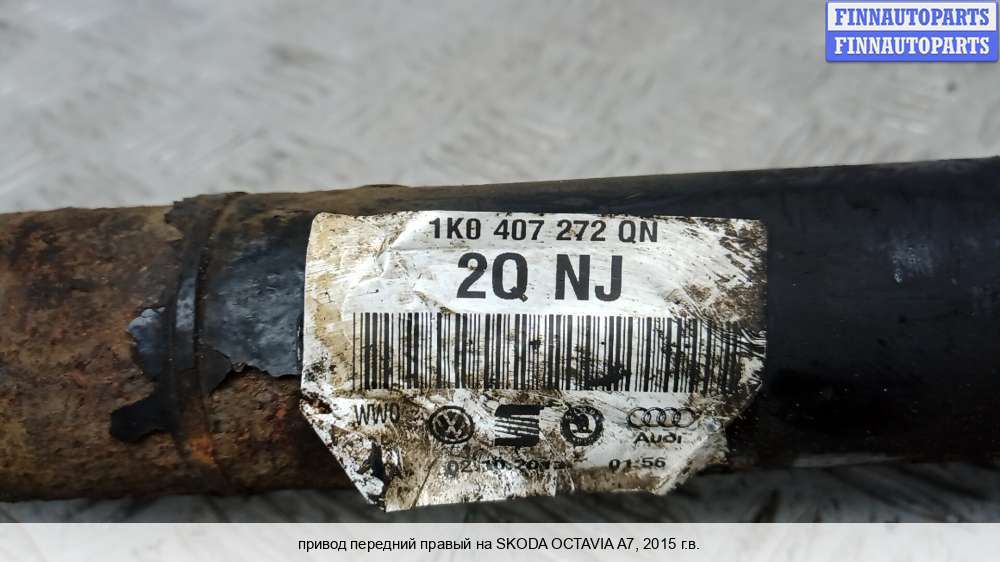 FINNAUTOPARTS
FINNAUTOPARTS
1K0 407 272 QN
2Q NJ
WWO
Audi
01:56
привод передний правый на SKODA OCTAVIA A7, 2015 г.в.